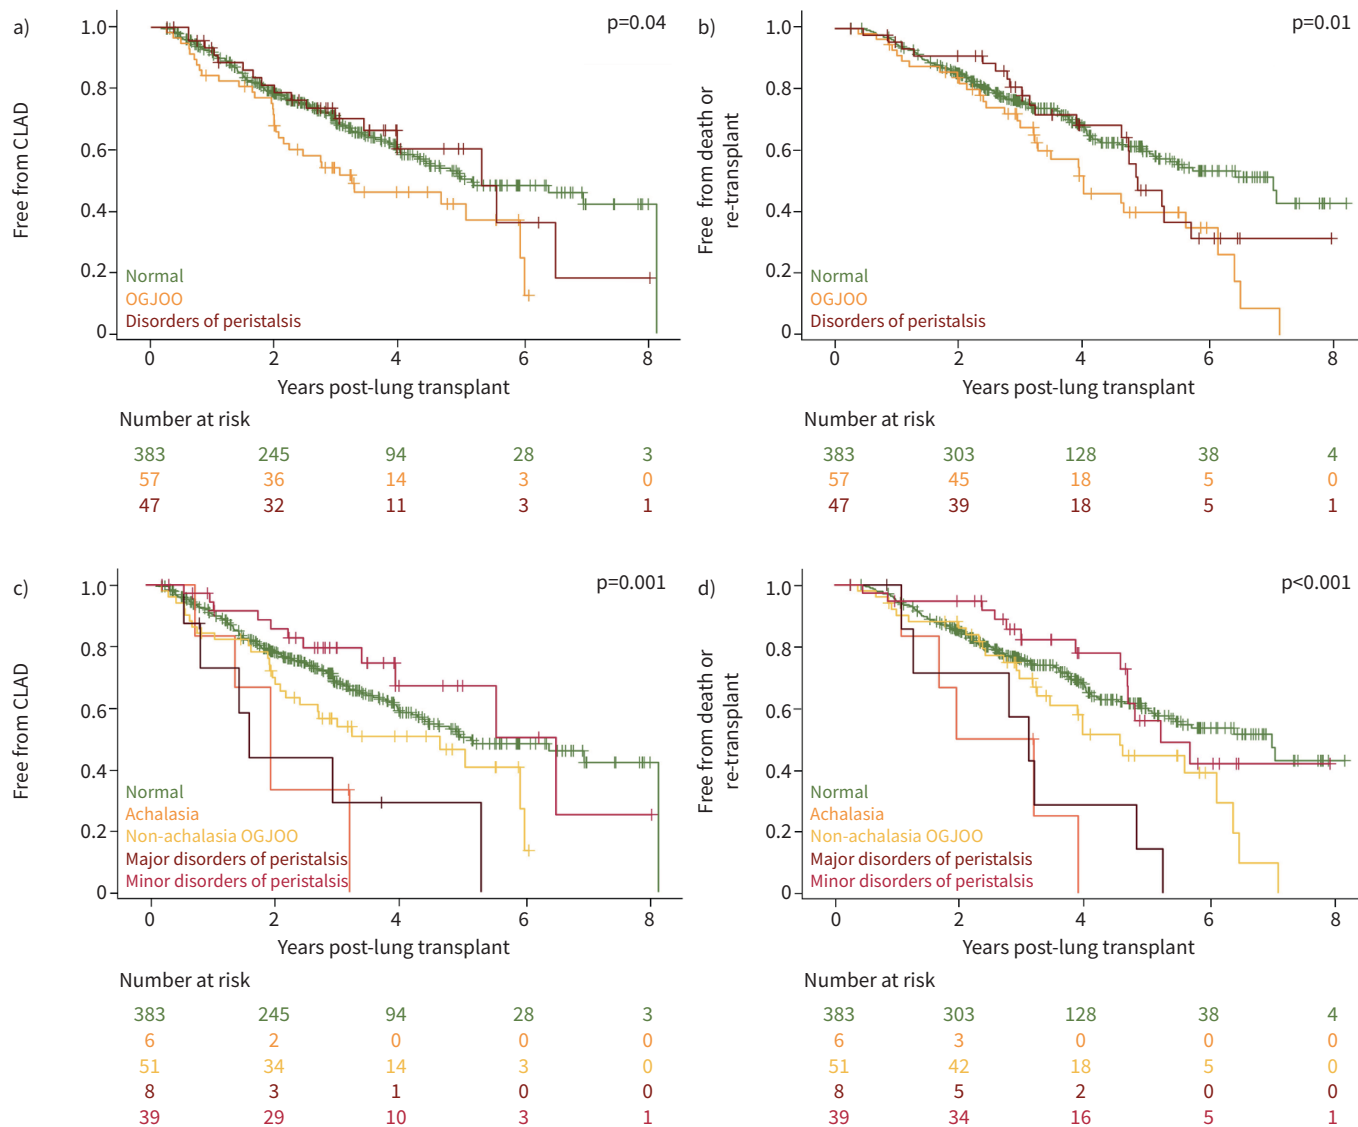 a)
p=0.04
Free from CLAD
1.0
0.8
0.6
0.4
0.2
0
Normal
OGJOO
Disorders of peristalsis
0 2 4 6 8
Years post-lung transplant
Number at risk
383 245 94 28 3
57 36 14 3 0
47 32 11 3 1
b)
p=0.01
Free from death or
re-transplant
1.0
0.8
0.6
0.4
0.2
0
Normal
OGJOO
Disorders of peristalsis
0 2 4 6 8
Years post-lung transplant
Number at risk
383 303 128 38 4
57 45 18 5 0
47 39 18 5 1
c)
p=0.001
Free from CLAD
1.0
0.8
0.6
0.4
0.2
0
Normal
Achalasia
Non-achalasia OGJOO
Major disorders of peristalsis
Minor disorders of peristalsis
0 2 4 6 8
Years post-lung transplant
Number at risk
383 245 94 28 3
6 2 0 0 0
51 34 14 3 0
8 3 1 0 0
39 29 10 3 1
d)
p<0.001
Free from death or
re-transplant
1.0
0.8
0.6
0.4
0.2
0
Normal
Achalasia
Non-achalasia OGJOO
Major disorders of peristalsis
Minor disorders of peristalsis
0 2 4 6 8
Years post-lung transplant
Number at risk
383 303 128 38 4
6 3 0 0 0
51 42 18 5 0
8 5 2 0 0
39 34 16 5 1